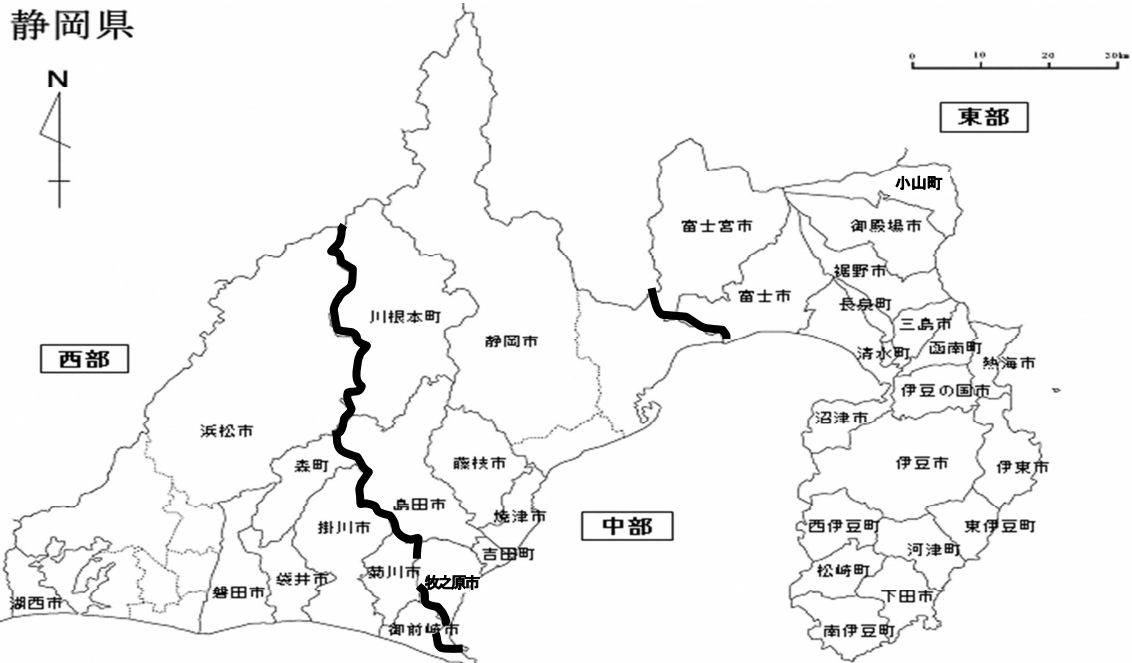 静岡県
N
0 10 20 30km
東部
小山町
富士宮市
御殿場市
裾野市
富士市
長泉町
川根本町
三島市
静岡市
函南町
清水町
熱海市
西部
伊豆の国市
沼津市
浜松市
森町
藤枝市
伊豆市
伊東市
島田市
焼津市
中部
掛川市
西伊豆町
東伊豆町
吉田町
河津町
菊川市
袋井市
牧之原市
松崎町
磐田市
下田市
湖西市
御前崎市
南伊豆町